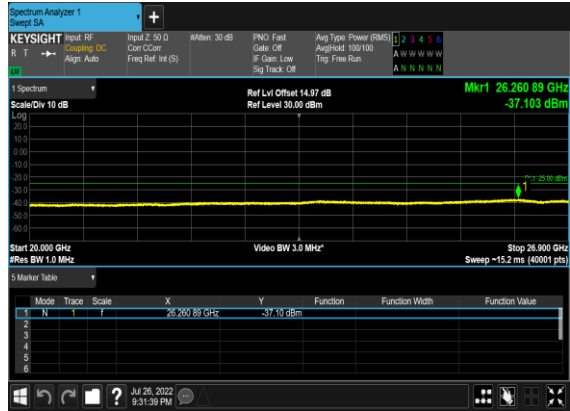 Spectrum Analyzer 1
Swept SA
+
KEYSIGHT Input: RF Input Z: 50 Ω #Atten: 30 dB PNO: Fast Avg Type: Power (RMS) 1 2 3 4 5 6
R T Coupling: DC Corr CCorr Gate: Off Avg|Hold: 100/100 A W W W W W
Align: Auto Freq Ref: Int (S) IF Gain: Low Trig: Free Run
Sig Track: Off A N N N N N
1 Spectrum
Ref Lvl Offset 14.97 dB Mkr1 26.260 89 GHz
Scale/Div 10 dB Ref Level 30.00 dBm -37.103 dBm
Log
20.0
10.0
0.00
-10.0
-20.0
-25.00 dBm
-30.0
1
-40.0
-50.0
-60.0
Start 20.000 GHz Video BW 3.0 MHz* Stop 26.900 GHz
#Res BW 1.0 MHz Sweep ~15.2 ms (40001 pts)
5 Marker Table
Mode Trace Scale X Y Function Function Width Function Value
1 N 1 f 26.260 89 GHz -37.10 dBm
2
3
4
5
6
? Jul 26, 2022
9:31:39 PM